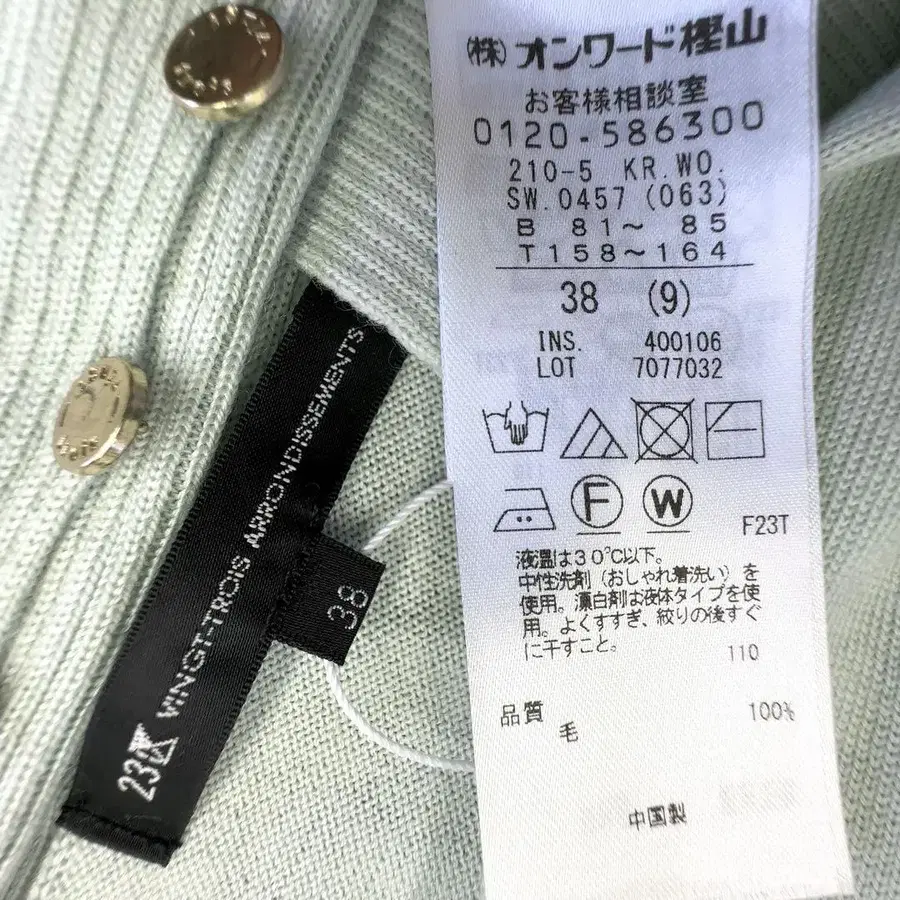 (株)オンワード樫山
お客様相談室
0120-586300
210-5 KR.WO.
SW.0457 (063)
B 81〜 85
T158〜164
38 (9)
INS. 400106
LOT 7077032
F
W
F23T
液温は30℃以下。
中性洗剤(おしゃれ着洗い)を
使用。漂白剤は液体タイプを使
用。よくすすぎ、絞りの後すぐ
に干すこと。
110
品質 100%
毛
中国製
23区 VINGT-TROIS ARRONDISSEMENTS
38